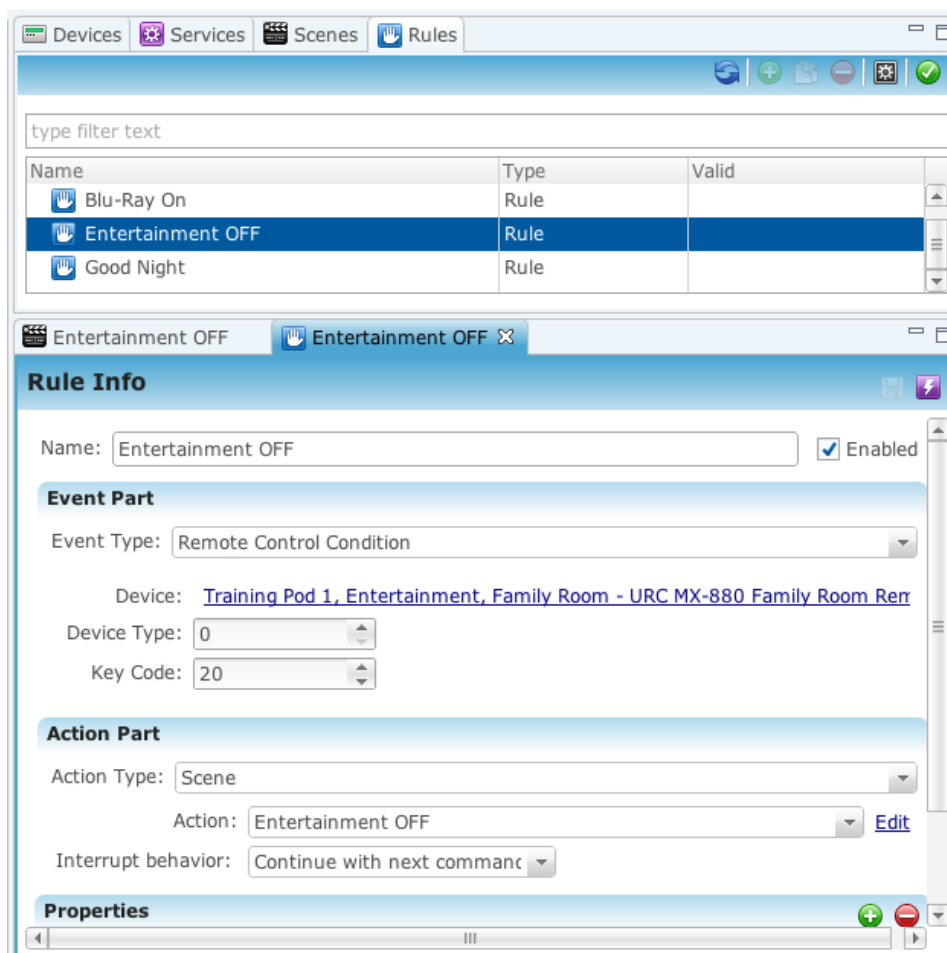 Devices Services Scenes Rules
type filter text
Name Type Valid
Blu-Ray On Rule
Entertainment OFF Rule
Good Night Rule
Entertainment OFF Entertainment OFF
Rule Info
Name: Entertainment OFF Enabled
Event Part
Event Type: Remote Control Condition
Device: Training Pod 1, Entertainment, Family Room - URC MX-880 Family Room Rem
Device Type: 0
Key Code: 20
Action Part
Action Type: Scene
Action: Entertainment OFF Edit
Interrupt behavior: Continue with next command
Properties